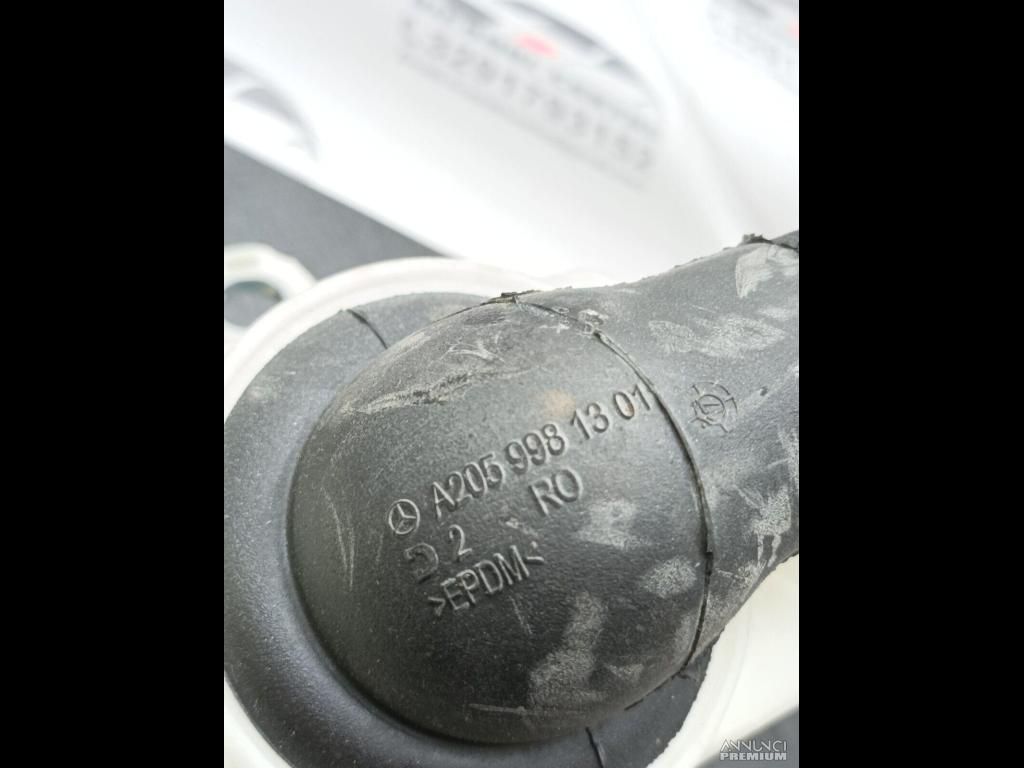 A205 998 13 01
2 RO
>EPDM<
ANNUNCI
PREMIUM